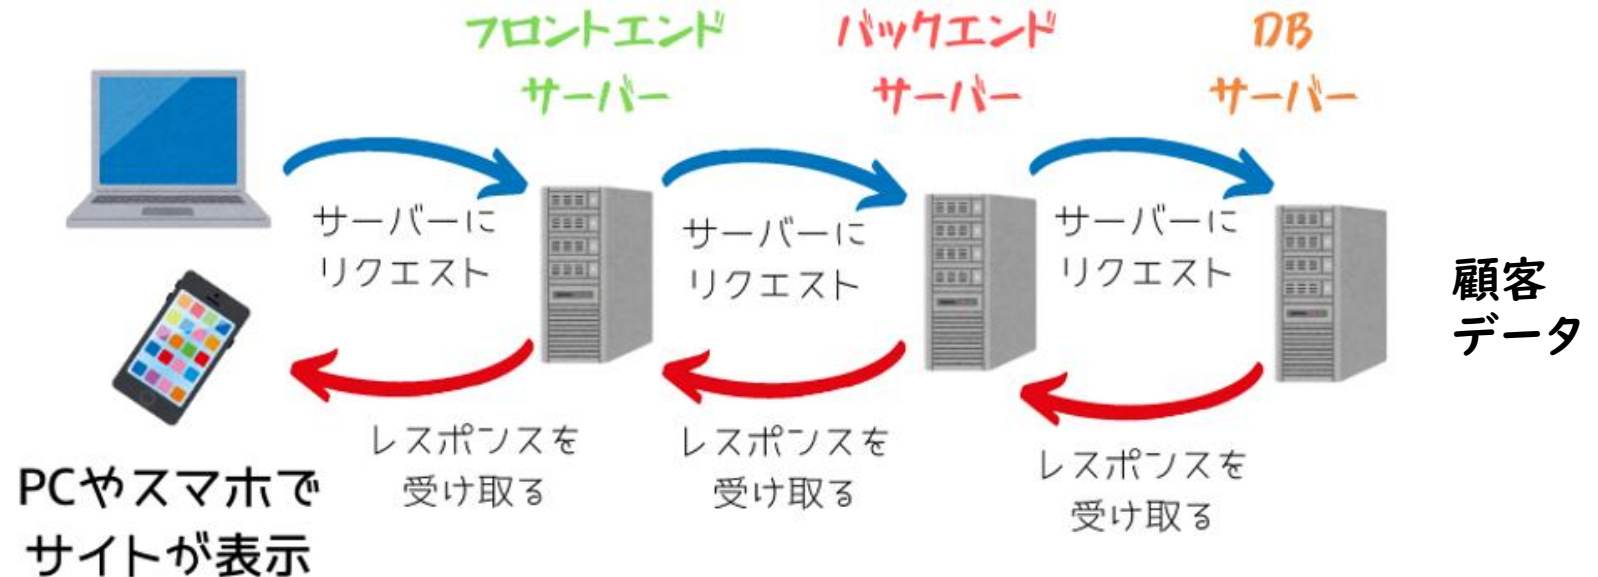 フロントエンド
サーバー
バックエンド
サーバー
DB
サーバー
サーバーに
リクエスト
サーバーに
リクエスト
サーバーに
リクエスト
顧客
データ
レスポンスを
受け取る
レスポンスを
受け取る
レスポンスを
受け取る
PCやスマホで
サイトが表示